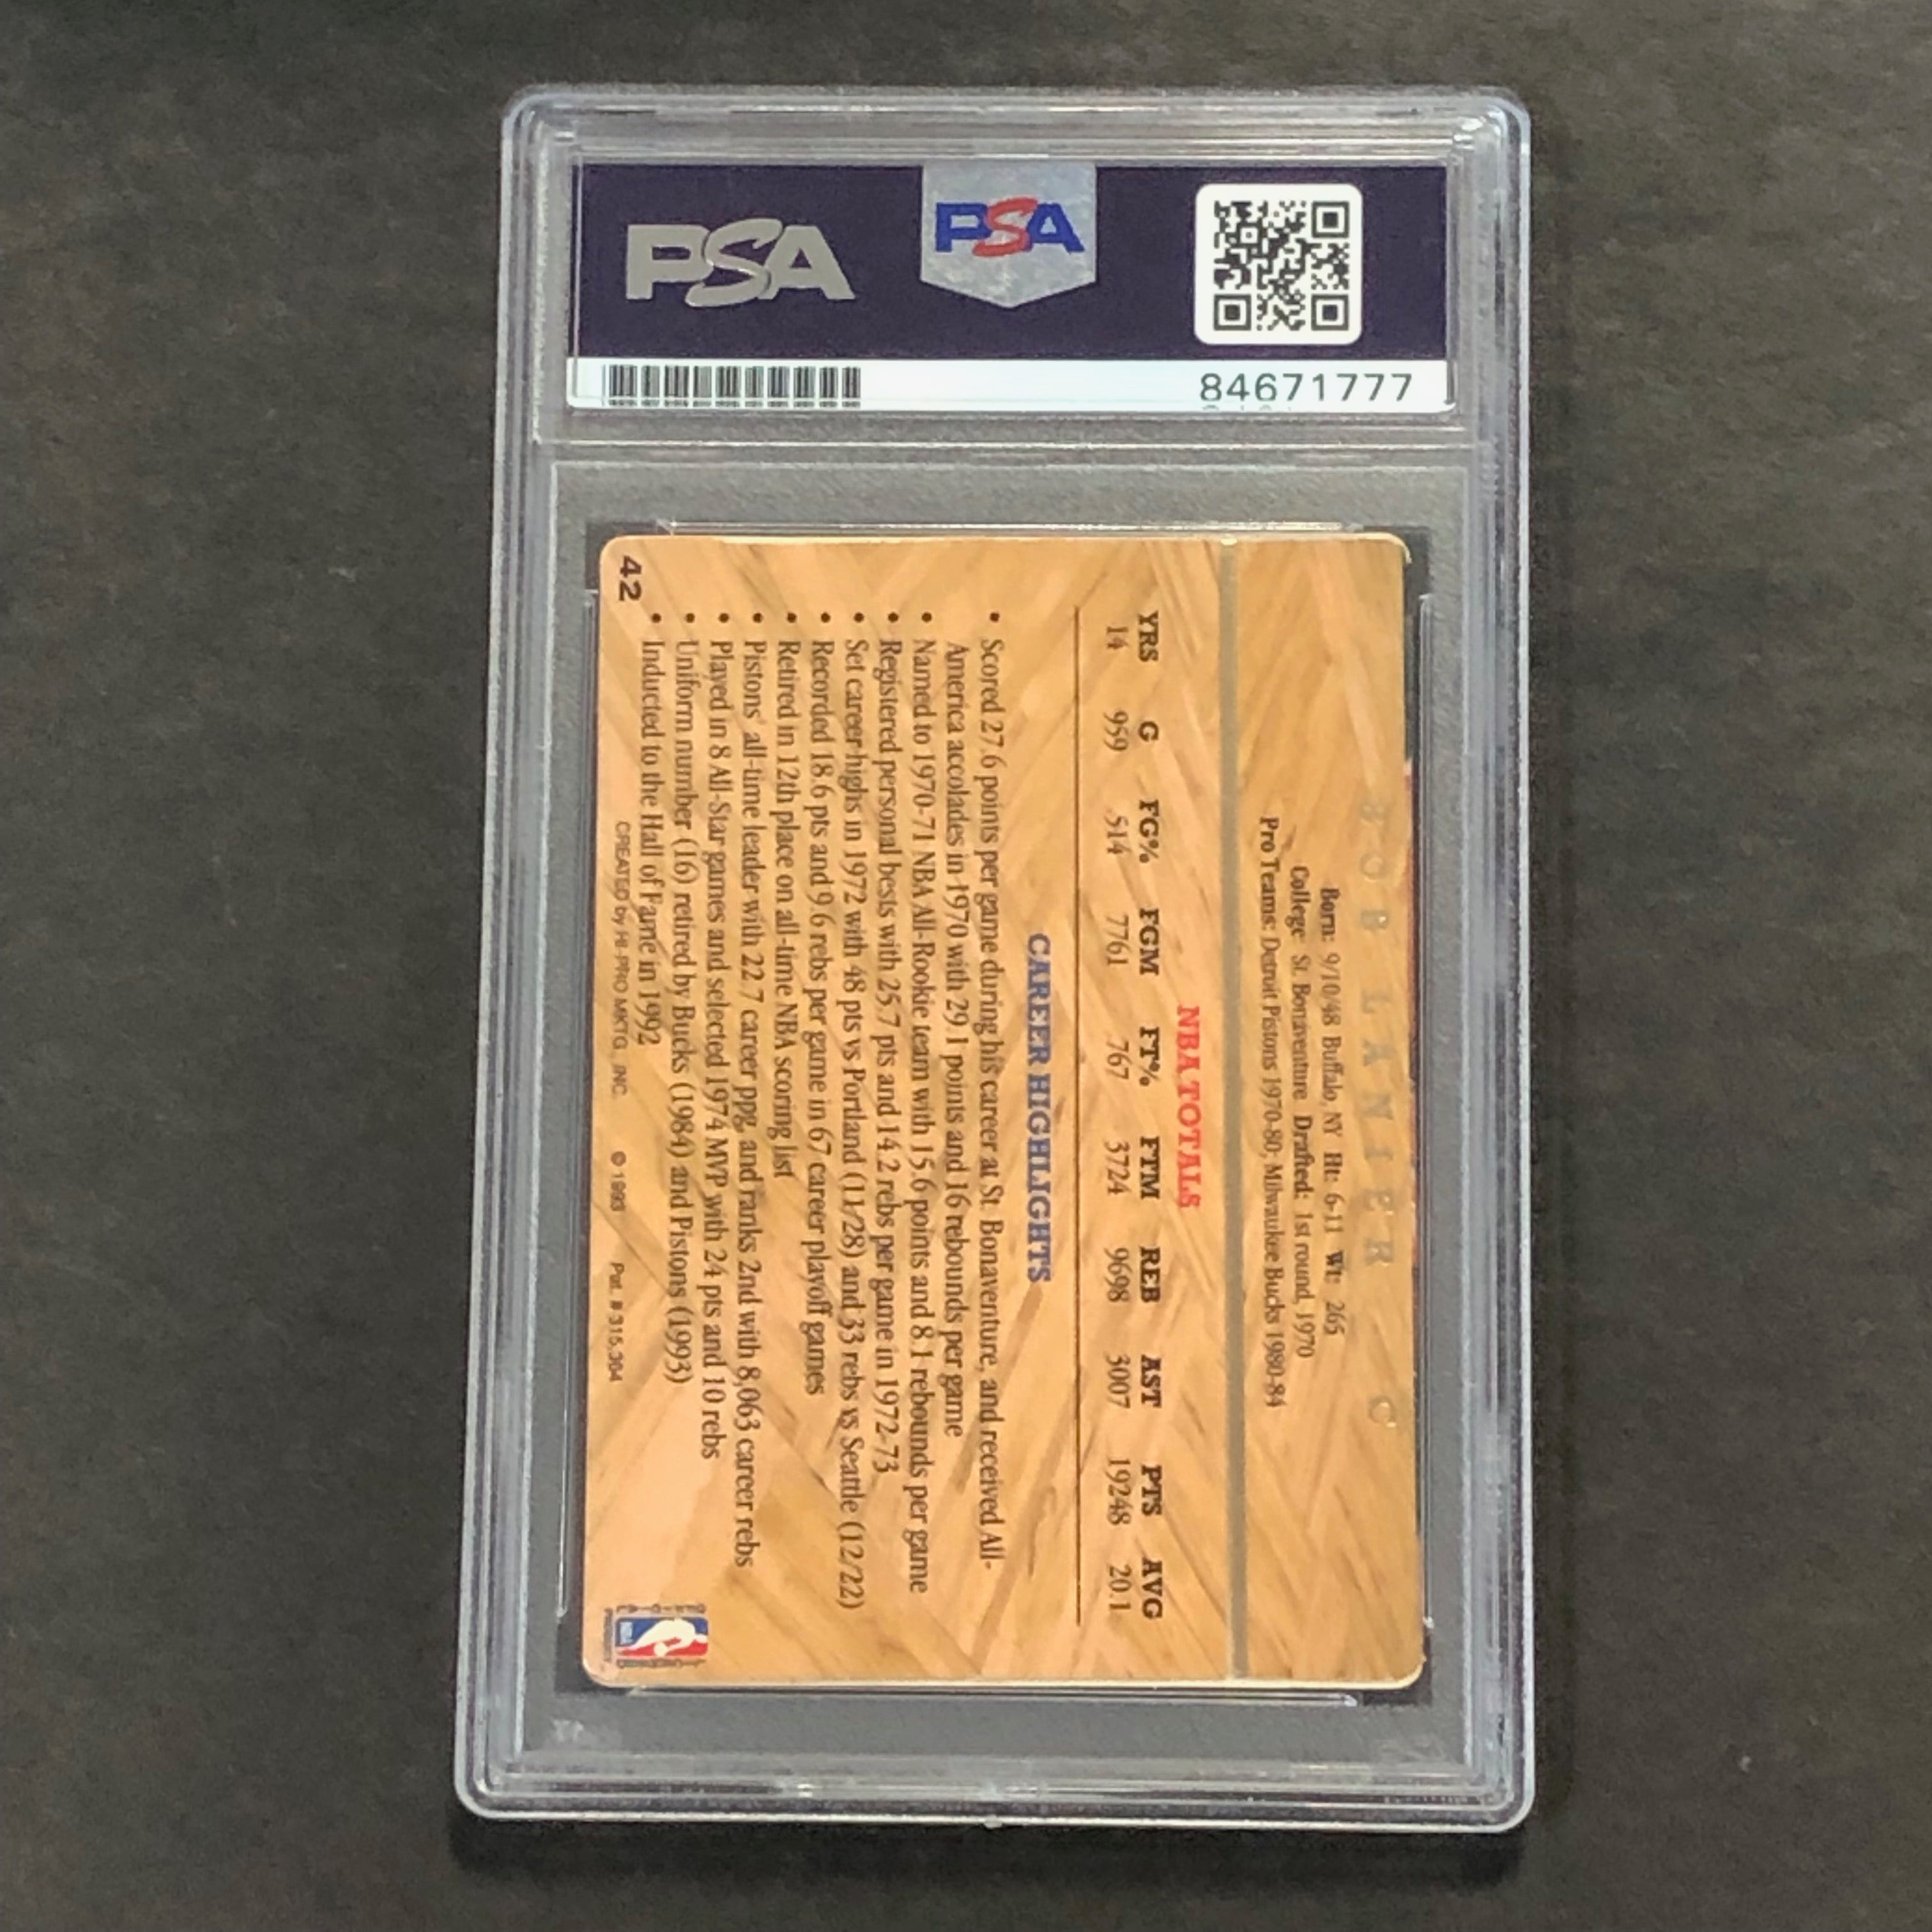 PSA
PSA
84671777
BOB LANIER C
Born: 9/10/48 Buffalo, NY Ht: 6-11 Wt: 265
College: St. Bonaventure Drafted: 1st round, 1970
Pro Teams: Detroit Pistons 1970-80; Milwaukee Bucks 1980-84
NBA TOTALS
YRS G FG% FGM FT% FTM REB AST PTS AVG
14 959 .514 7761 .767 3724 9698 3007 19248 20.1
CAREER HIGHLIGHTS
• Scored 27.6 points per game during his career at St. Bonaventure, and received All-
America accolades in 1970 with 29.1 points and 16 rebounds per game
• Named to 1970-71 NBA All-Rookie team with 15.6 points and 8.1 rebounds per game
• Registered personal bests with 25.7 pts and 14.2 rebs per game in 1972-73
• Set career-highs in 1972 with 48 pts vs Portland (11/28) and 33 rebs vs Seattle (12/22)
• Recorded 18.6 pts and 9.6 rebs per game in 67 career playoff games
• Retired in 12th place on all-time NBA scoring list
• Pistons' all-time leader with 22.7 career ppg, and ranks 2nd with 8,063 career rebs
• Played in 8 All-Star games and selected 1974 MVP with 24 pts and 10 rebs
• Uniform number (16) retired by Bucks (1984) and Pistons (1993)
• Inducted to the Hall of Fame in 1992
42
CREATED by HI-PRO MKTG., INC. © 1993 Pat. # 315,364
NBA